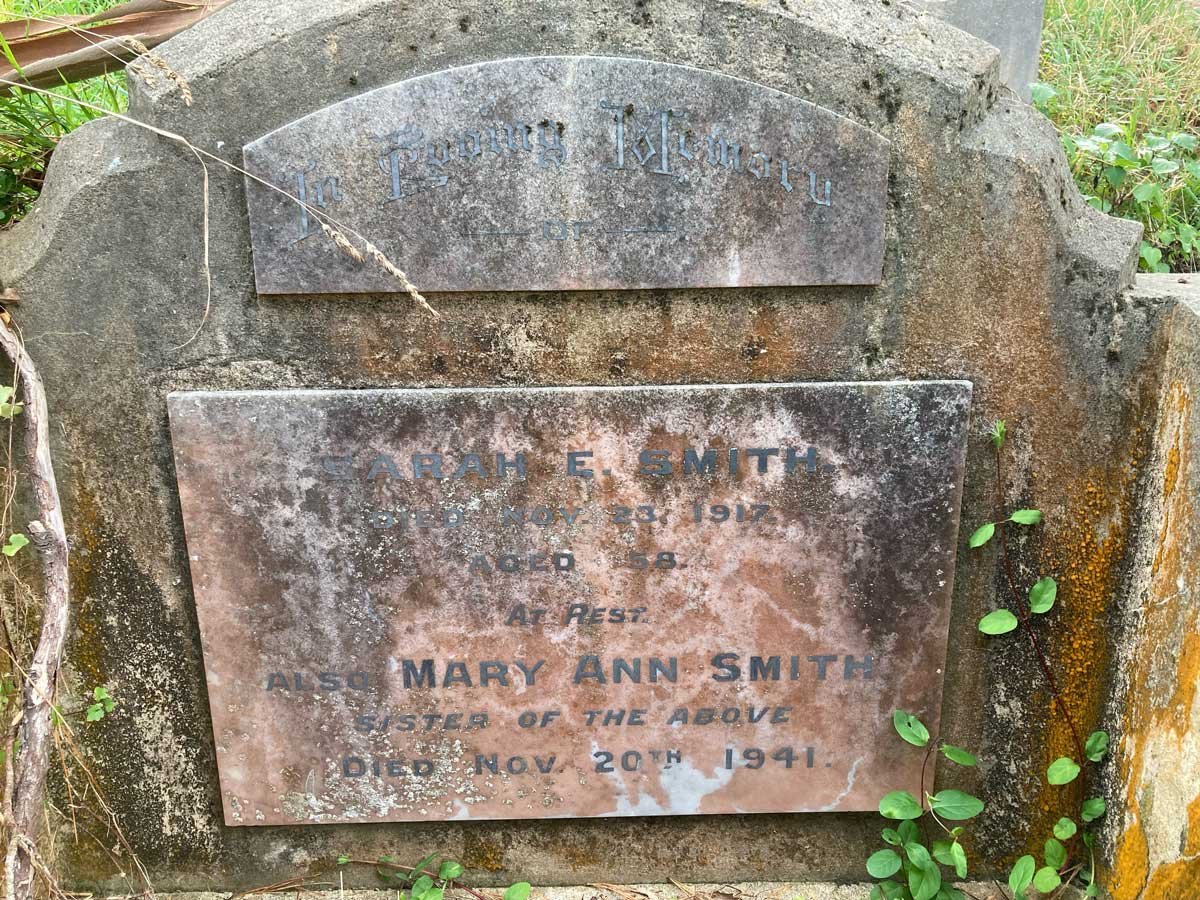 In Loving Memory
OF
SARAH E. SMITH.
DIED NOV. 23, 1917.
AGED 58.
AT REST.
ALSO MARY ANN SMITH.
SISTER OF THE ABOVE
DIED NOV. 20TH 1941.